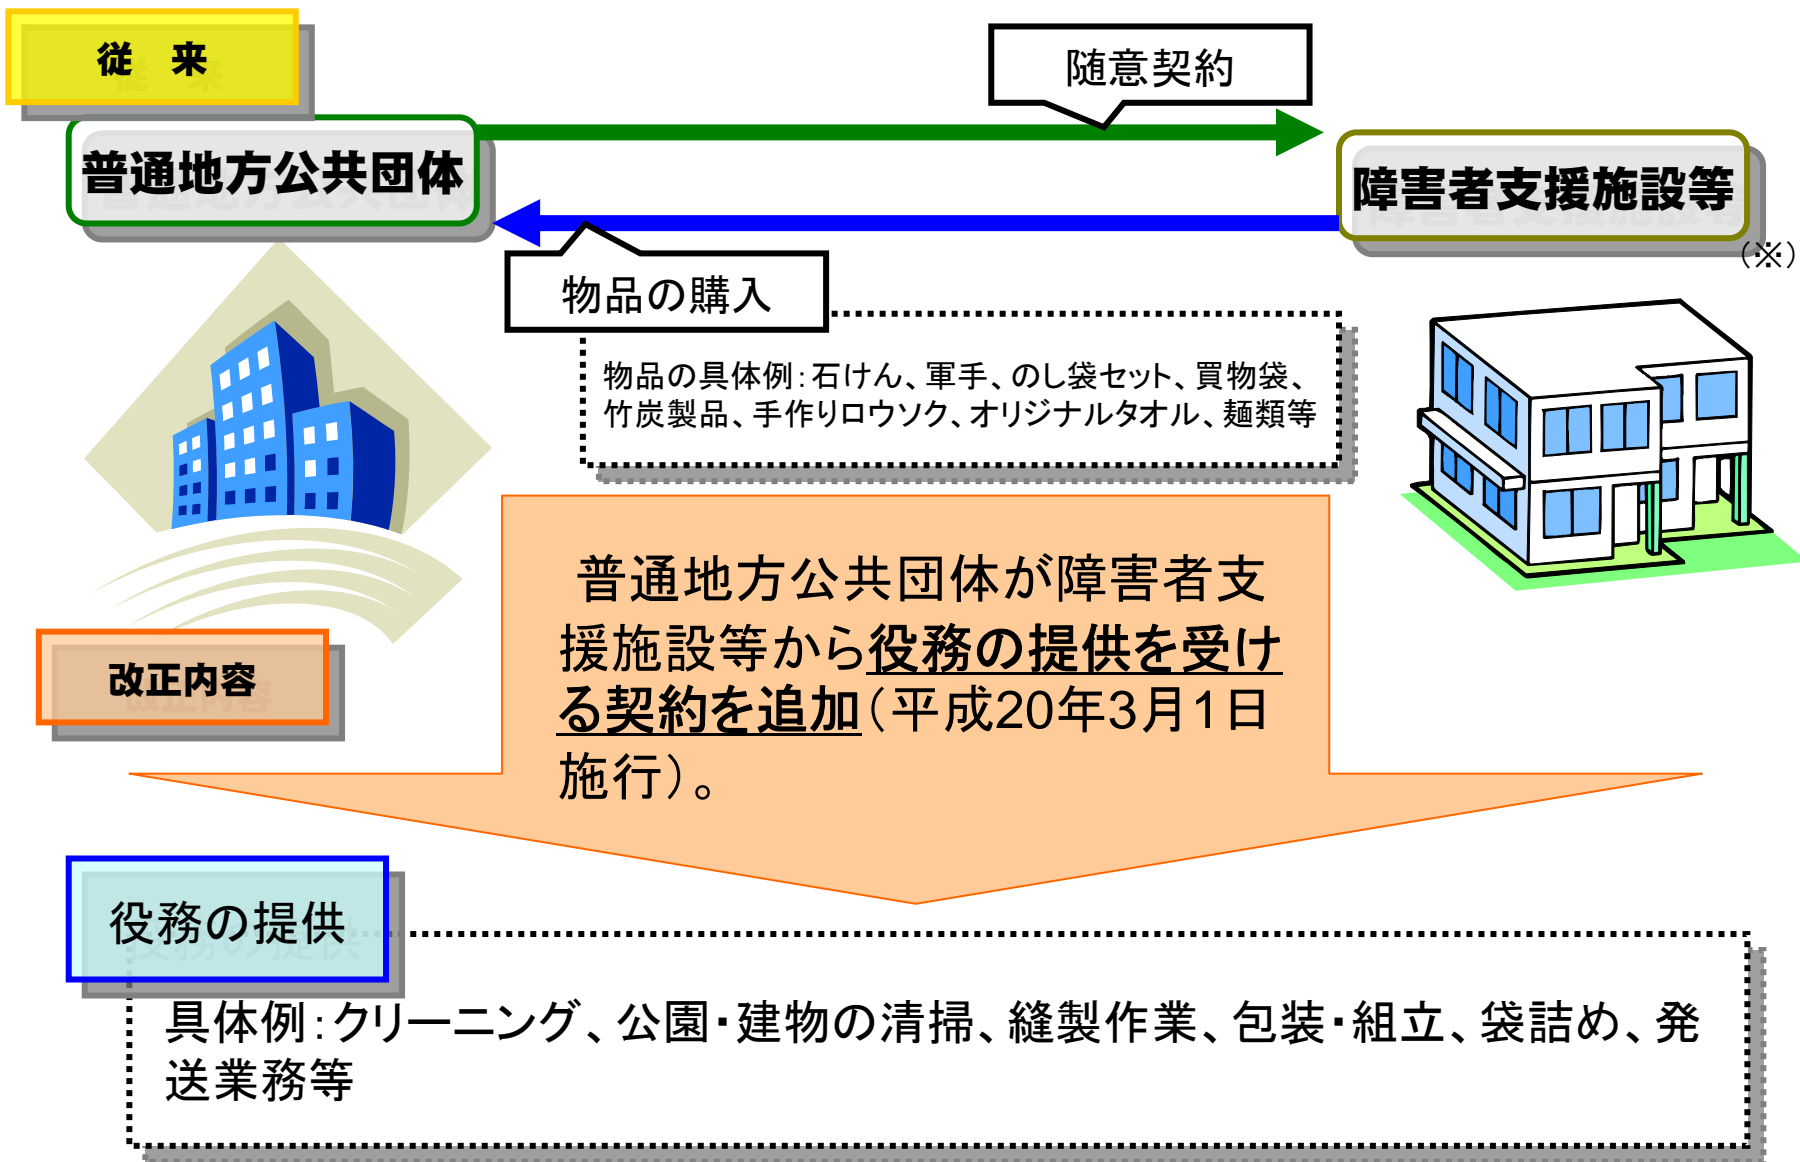 従　来
随意契約
普通地方公共団体
障害者支援施設等
（※）
物品の購入
物品の具体例：石けん、軍手、のし袋セット、買物袋、
竹炭製品、手作りロウソク、オリジナルタオル、麺類等
普通地方公共団体が障害者支
援施設等から役務の提供を受け
る契約を追加（平成20年3月1日
施行）。
改正内容
役務の提供
具体例：クリーニング、公園・建物の清掃、縫製作業、包装・組立、袋詰め、発
送業務等